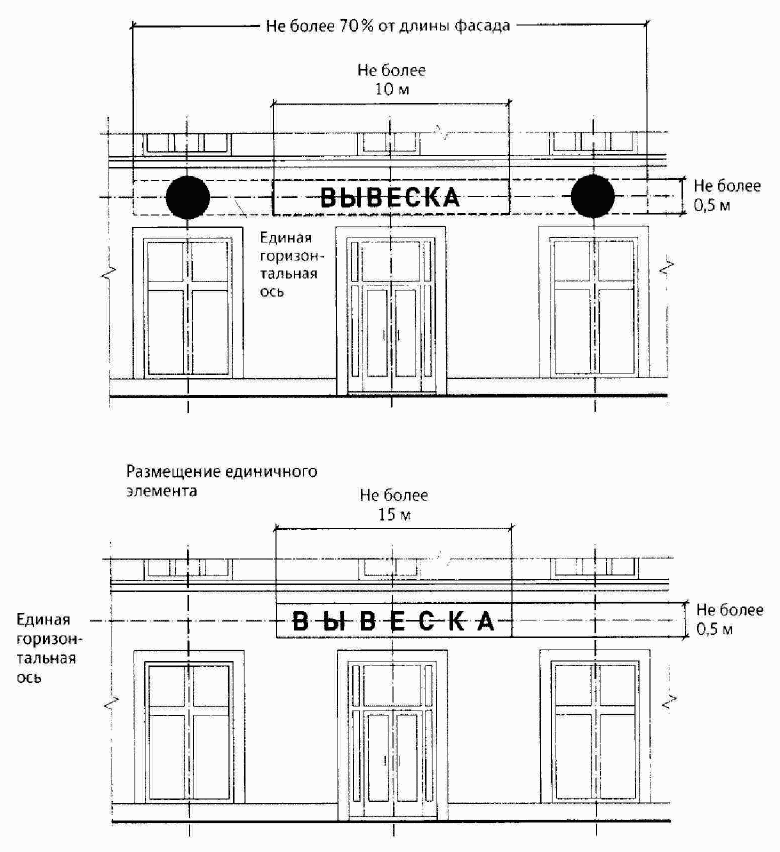 Не более 70% от длины фасада
Не более
10 м
ВЫВЕСКА
Не более
0,5 м
Единая
горизон-
тальная
ось
Размещение единичного
элемента
Не более
15 м
Единая
горизон-
тальная
ось
ВЫВЕСКА
Не более
0,5 м